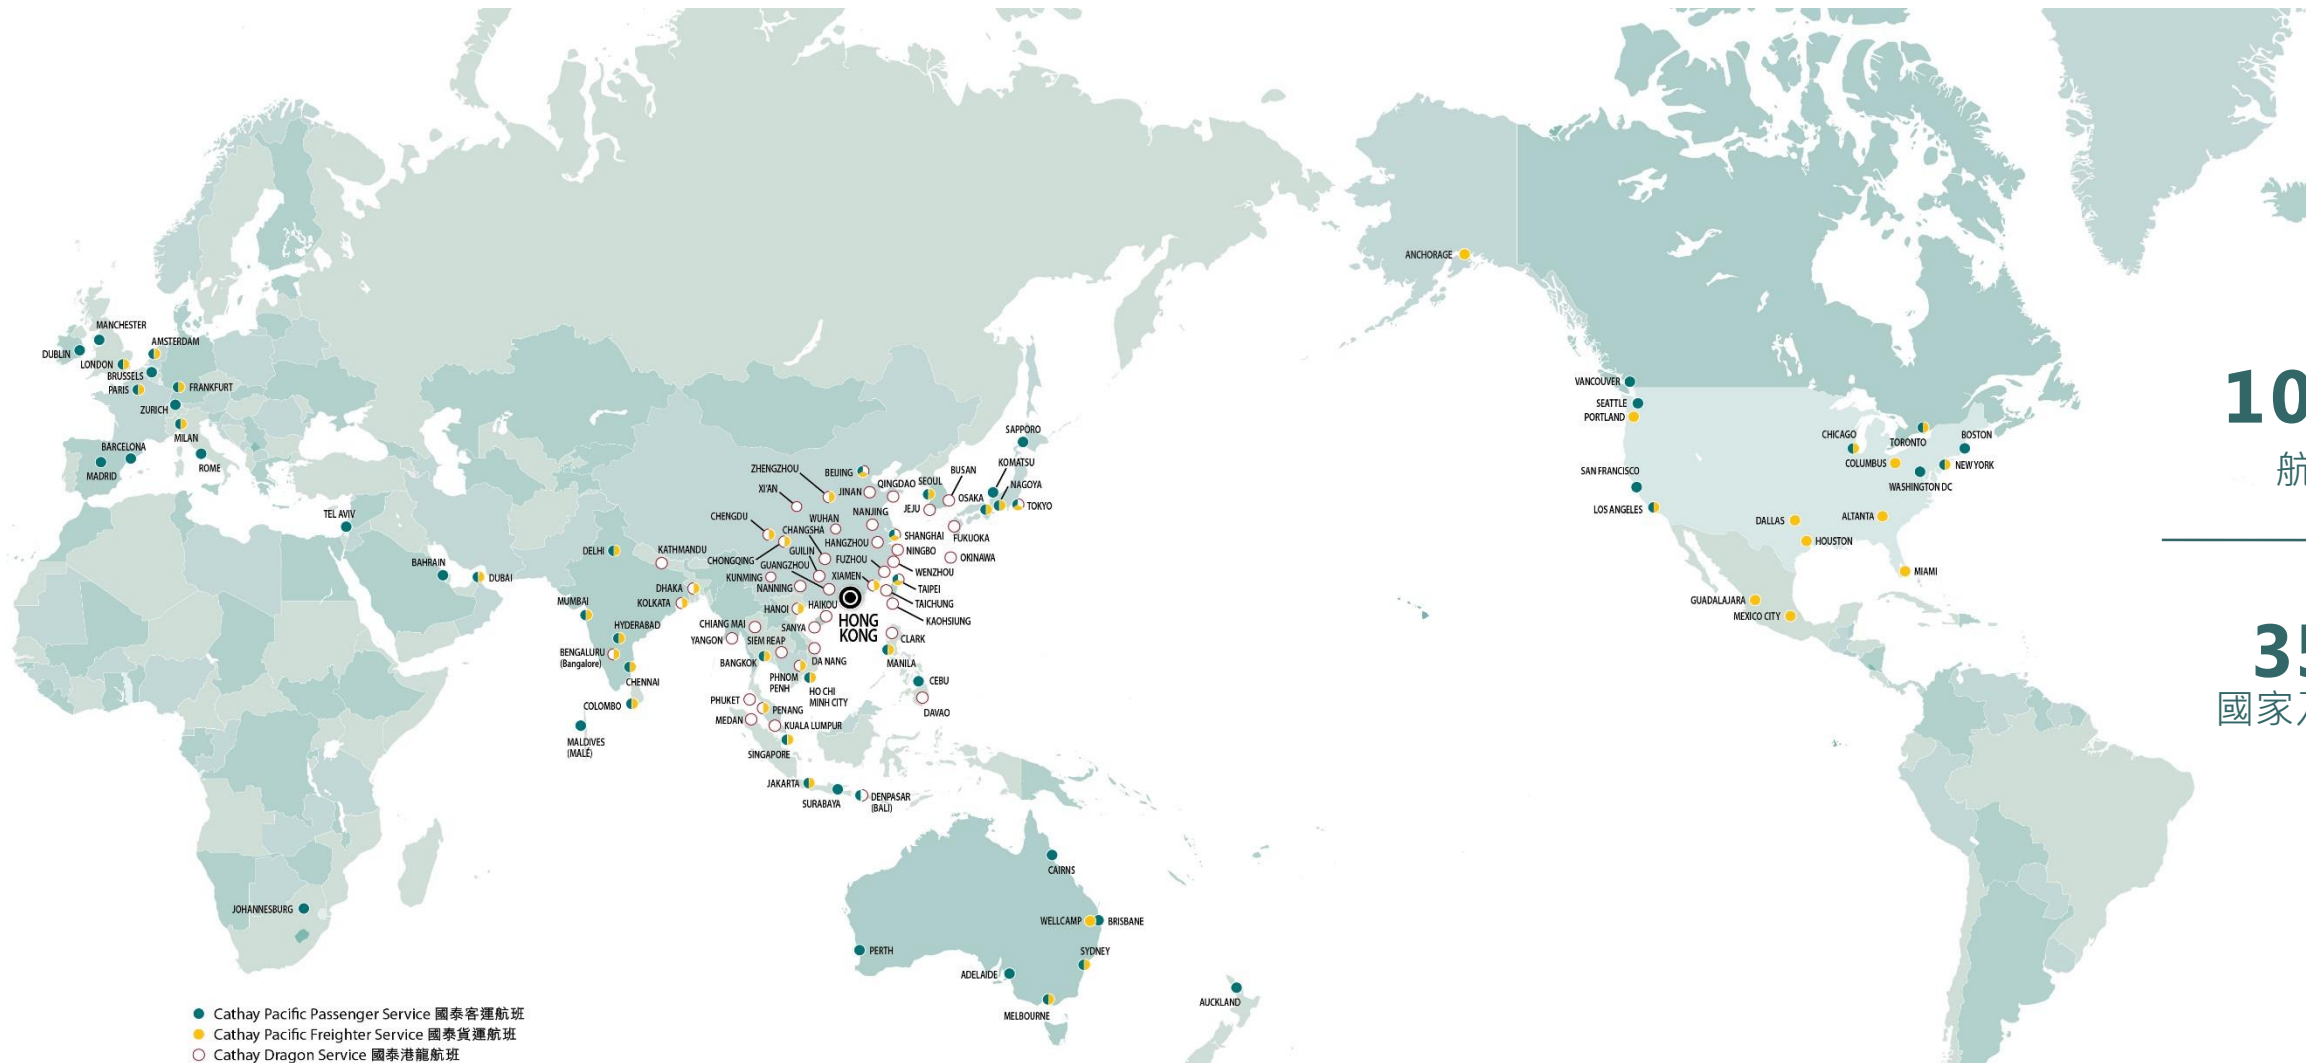 ANCHORAGE
MANCHESTER
DUBLIN
AMSTERDAM
LONDON
BRUSSELS
PARIS
FRANKFURT
ZURICH
MILAN
BARCELONA
MADRID
ROME
TEL AVIV
BAHRAIN
DUBAI
JOHANNESBURG
DELHI
KATHMANDU
DHAKA
KOLKATA
MUMBAI
HYDERABAD
BENGALURU
(Bangalore)
CHENNAI
COLOMBO
MALDIVES
(MALÉ)
SAPPORO
KOMATSU
NAGOYA
TOKYO
BUSAN
OSAKA
SEOUL
JEJU
FUKUOKA
OKINAWA
ZHENGZHOU
BEIJING
XI'AN
JINAN
QINGDAO
CHENGDU
WUHAN
NANJING
CHANGSHA
SHANGHAI
HANGZHOU
NINGBO
CHONGQING
GUILIN
FUZHOU
WENZHOU
GUANGZHOU
KUNMING
XIAMEN
TAIPEI
NANNING
TAICHUNG
HANOI
HAIKOU
KAOHSIUNG
HONG
KONG
CHIANG MAI
SANYA
CLARK
YANGON
SIEM REAP
BANGKOK
DA NANG
MANILA
PHNOM
PENH
HO CHI
MINH CITY
CEBU
DAVAO
PHUKET
PENANG
MEDAN
KUALA LUMPUR
SINGAPORE
JAKARTA
SURABAYA
DENPASAR
(BALI)
CAIRNS
WELLCAMP
BRISBANE
PERTH
SYDNEY
ADELAIDE
MELBOURNE
AUCKLAND
VANCOUVER
SEATTLE
PORTLAND
SAN FRANCISCO
LOS ANGELES
CHICAGO
TORONTO
BOSTON
COLUMBUS
NEW YORK
WASHINGTON DC
DALLAS
ALTANTA
HOUSTON
MIAMI
GUADALAJARA
MEXICO CITY
10
航
35
國家
Cathay Pacific Passenger Service 國泰客運航班
Cathay Pacific Freighter Service 國泰貨運航班
Cathay Dragon Service 國泰港龍航班